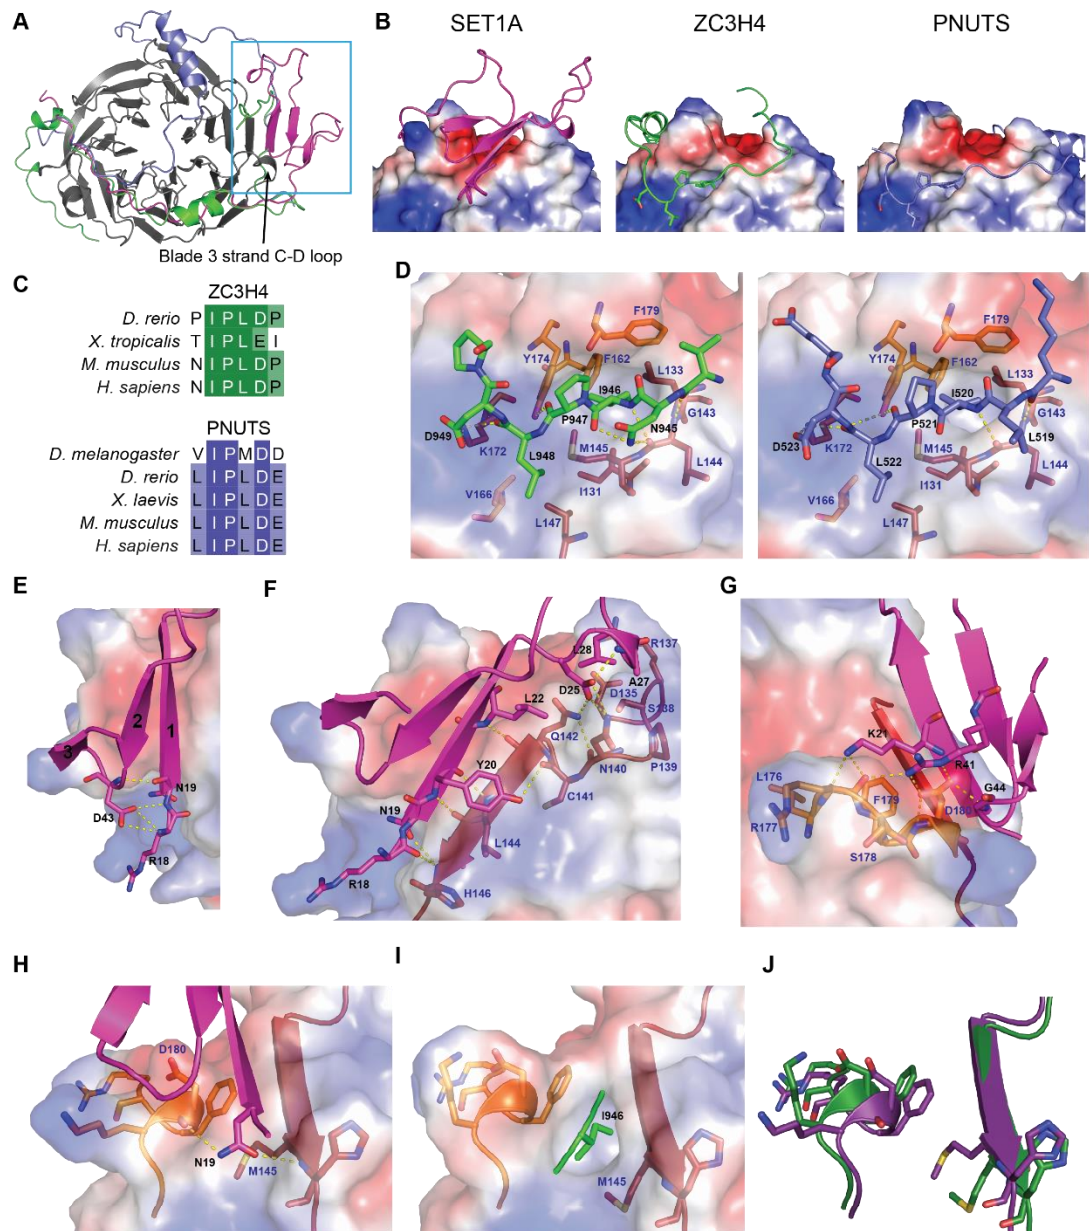 A
Blade 3 strand C-D loop
B
SET1A
ZC3H4
PNUTS
C
ZC3H4
D. rerio P I P L D P
X. tropicalis T I P L E I
M. musculus N I P L D P
H. sapiens N I P L D P
PNUTS
D. melanogaster V I P M D D
D. rerio L I P L D E
X. laevis L I P L D E
M. musculus L I P L D E
H. sapiens L I P L D E
D
F179
Y174
F162
L133
I946
G143
P947
N945
D949
K172
M145
L948
L144
V166
I131
L147
F179
Y174
F162
L133
I520
G143
P521
D523
K172
M145
L519
L522
L144
V166
I131
L147
E
3
2
1
N19
D43
R18
F
L28
R137
A27
D25
D135
L22
S138
Q142
Y20
N140
P139
N19
C141
L144
R18
H146
G
K21
R41
L176
G44
F179
D180
R177
S178
H
D180
N19
M145
I
I946
M145
J